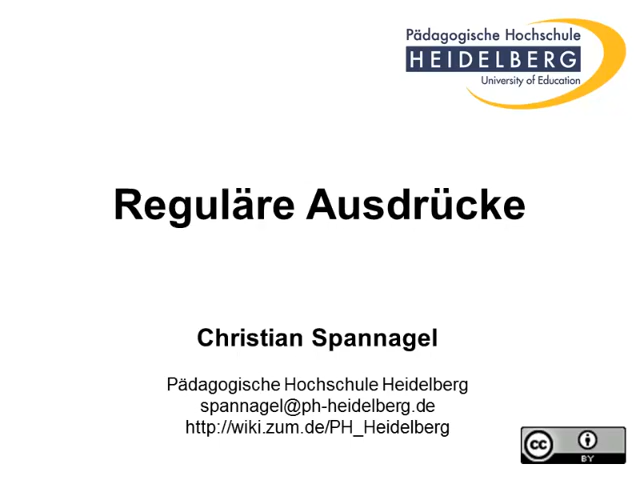 Pädagogische Hochschule
HEIDELBERG
University of Education
Reguläre Ausdrücke
Christian Spannagel
Pädagogische Hochschule Heidelberg
spannagel@ph-heidelberg.de
http://wiki.zum.de/PH_Heidelberg
cc
BY